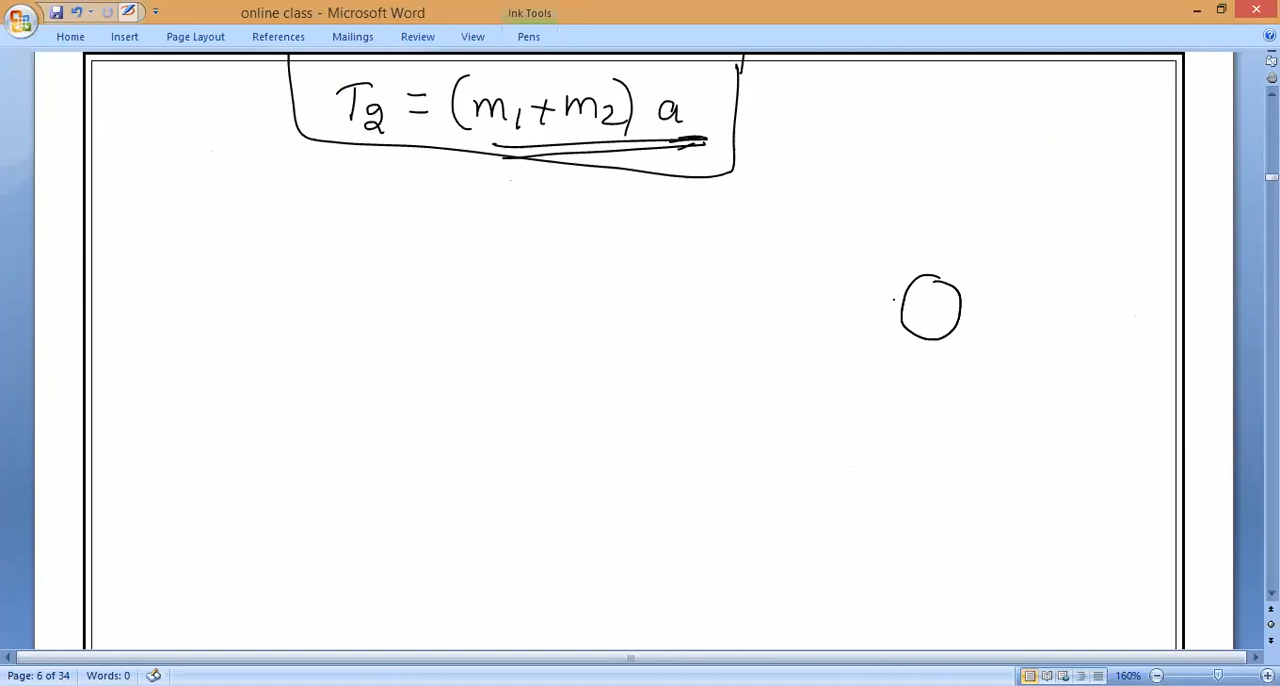 online class - Microsoft Word
Ink Tools
Home Insert Page Layout References Mailings Review View Pens
T2 = (m1+m2) a
Page: 6 of 34 Words: 0 160%